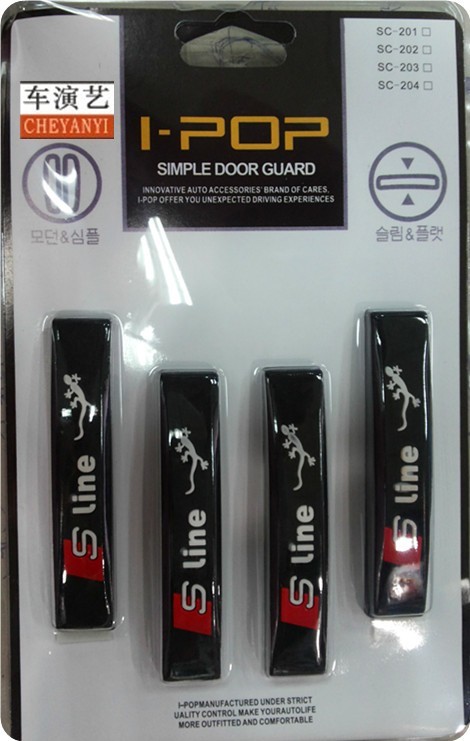 SC-201
SC-202
SC-203
SC-204
车演艺
CHEYANYI
I-POP
SIMPLE DOOR GUARD
INNOVATIVE AUTO ACCESSORIES' BRAND OF CARES.
I-POP OFFER YOU UNEXPECTED DRIVING EXPERIENCES
모던&심플
슬림&플랫
S line
S line
S line
S line
I-POPMANUFACTURED UNDER STRICT
UALITY CONTROL MAKE YOURAUTOLIFE
MORE OUTFITTED AND COMFORTABLE